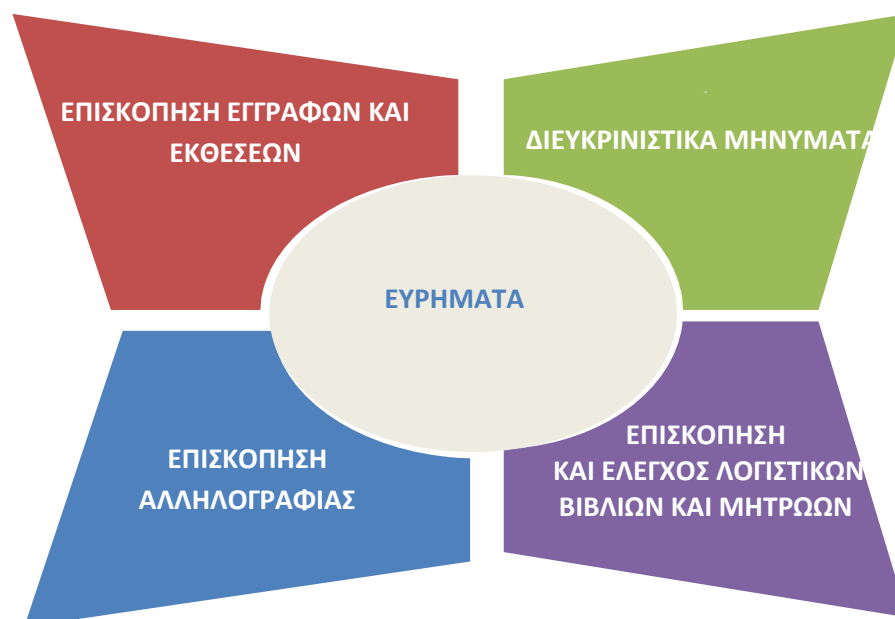 ΕΠΙΣΚΟΠΗΣΗ ΕΓΓΡΑΦΩΝ ΚΑΙ
ΕΚΘΕΣΕΩΝ
ΔΙΕΥΚΡΙΝΙΣΤΙΚΑ ΜΗΝΥΜΑΤΑ
ΕΥΡΗΜΑΤΑ
ΕΠΙΣΚΟΠΗΣΗ
ΑΛΛΗΛΟΓΡΑΦΙΑΣ
ΕΠΙΣΚΟΠΗΣΗ
ΚΑΙ ΕΛΕΓΧΟΣ ΛΟΓΙΣΤΙΚΩΝ
ΒΙΒΛΙΩΝ ΚΑΙ ΜΗΤΡΩΩΝ